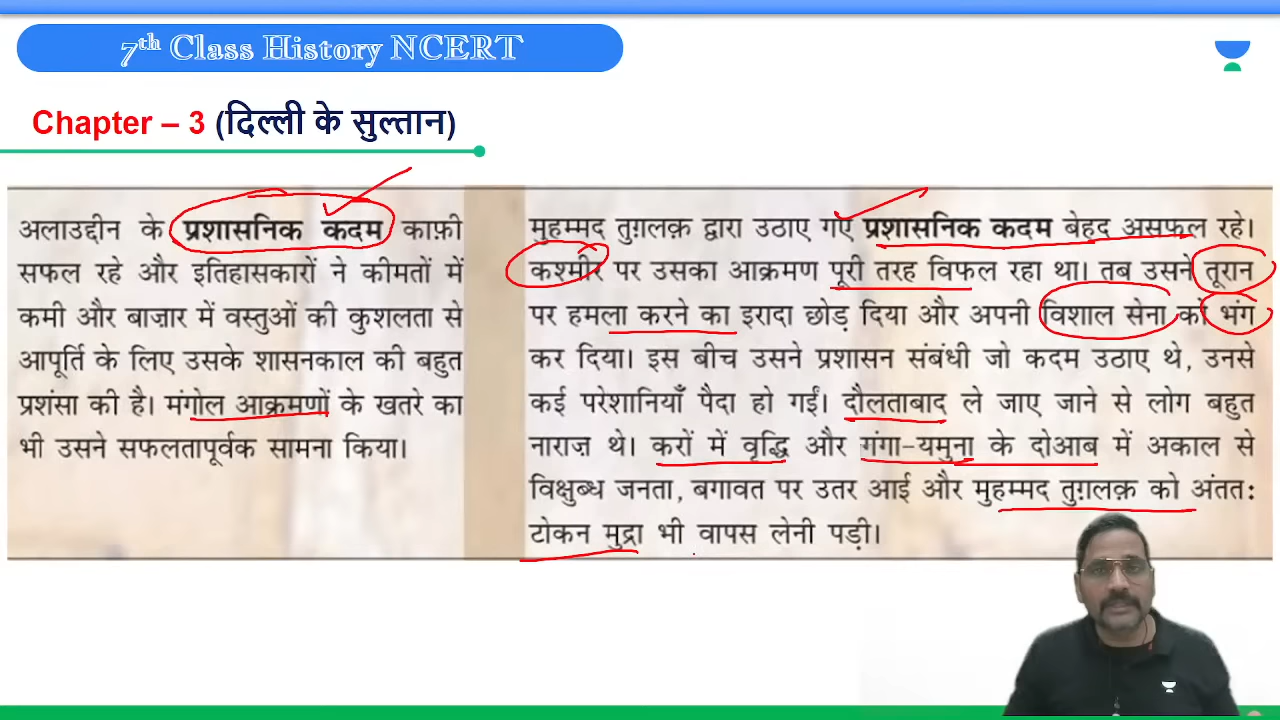 7th Class History NCERT
Chapter – 3 (दिल्ली के सुल्तान)
अलाउद्दीन के प्रशासनिक कदम काफ़ी
सफल रहे और इतिहासकारों ने कीमतों में
कमी और बाज़ार में वस्तुओं की कुशलता से
आपूर्ति के लिए उसके शासनकाल की बहुत
प्रशंसा की है। मंगोल आक्रमणों के खतरे का
भी उसने सफलतापूर्वक सामना किया।
मुहम्मद तुग़लक़ द्वारा उठाए गए प्रशासनिक कदम बेहद असफल रहे।
कश्मीर पर उसका आक्रमण पूरी तरह विफल रहा था। तब उसने तूरान
पर हमला करने का इरादा छोड़ दिया और अपनी विशाल सेना को भंग
कर दिया। इस बीच उसने प्रशासन संबंधी जो कदम उठाए थे, उनसे
कई परेशानियाँ पैदा हो गईं। दौलताबाद ले जाए जाने से लोग बहुत
नाराज़ थे। करों में वृद्धि और गंगा-यमुना के दोआब में अकाल से
विक्षुब्ध जनता, बगावत पर उतर आई और मुहम्मद तुग़लक़ को अंततः
टोकन मुद्रा भी वापस लेनी पड़ी।